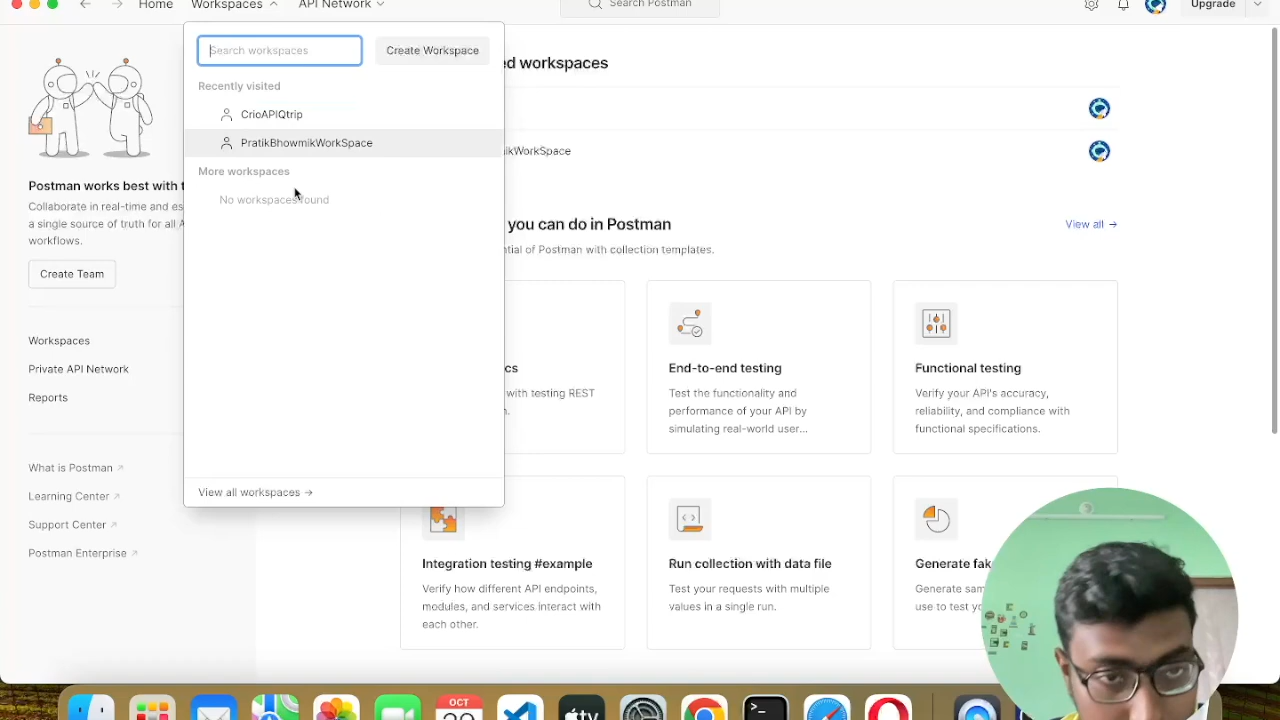 Home
Workspaces
API Network
Search Postman
Upgrade
Search workspaces
Create Workspace
ed workspaces
Recently visited
CrioAPIQtrip
PratikBhowmikWorkSpace
ikWorkSpace
More workspaces
No workspaces found
Postman works best with t
Collaborate in real-time and es
a single source of truth for all A
workflows.
Create Team
you can do in Postman
View all →
ntial of Postman with collection templates.
Workspaces
Private API Network
Reports
cs
with testing REST
n.
End-to-end testing
Test the functionality and
performance of your API by
simulating real-world user...
Functional testing
Verify your API's accuracy,
reliability, and compliance with
functional specifications.
What is Postman
Learning Center
Support Center
Postman Enterprise
View all workspaces →
Integration testing #example
Verify how different API endpoints,
modules, and services interact with
each other.
Run collection with data file
Test your requests with multiple
values in a single run.
Generate fak
Generate sam
use to test yo
OCT
tv